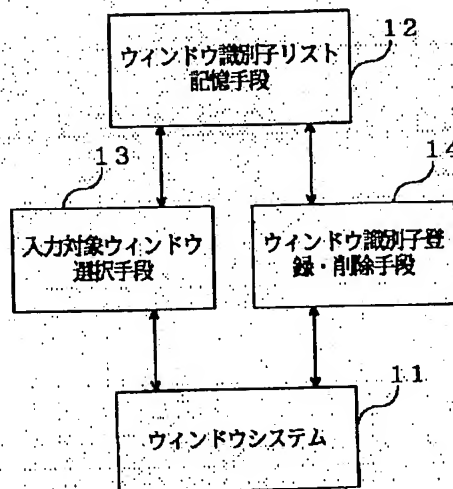 12
ウィンドウ識別子リスト
記憶手段
13
14
入力対象ウィンドウ
選択手段
ウィンドウ識別子登
録・削除手段
11
ウィンドウシステム